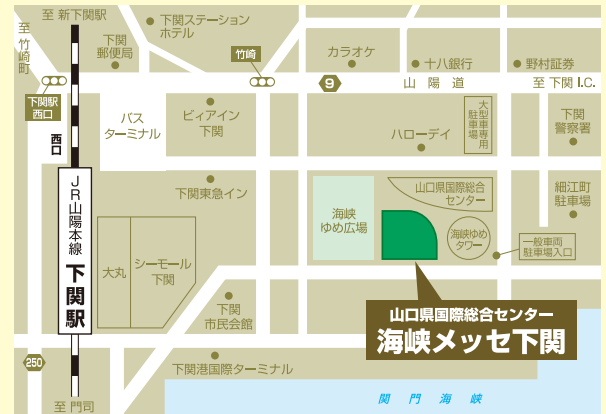 至 新下関駅
至 竹崎町
下関ステーション
ホテル
下関
郵便局
竹崎
カラオケ
十八銀行
野村証券
9
山陽道
至 下関 I.C.
下関駅
西口
西口
バス
ターミナル
ビィアイン
下関
ハローデイ
大型車専用
駐車場
下関
警察署
JR山陽本線
下関駅
下関東急イン
海峡
ゆめ広場
山口県国際総合
センター
細江町
駐車場
海峡ゆめ
タワー
一般車両
駐車場入口
大丸
シーモール
下関
下関
市民会館
山口県国際総合センター
海峡メッセ下関
250
下関港国際ターミナル
至 門司
関門海峡